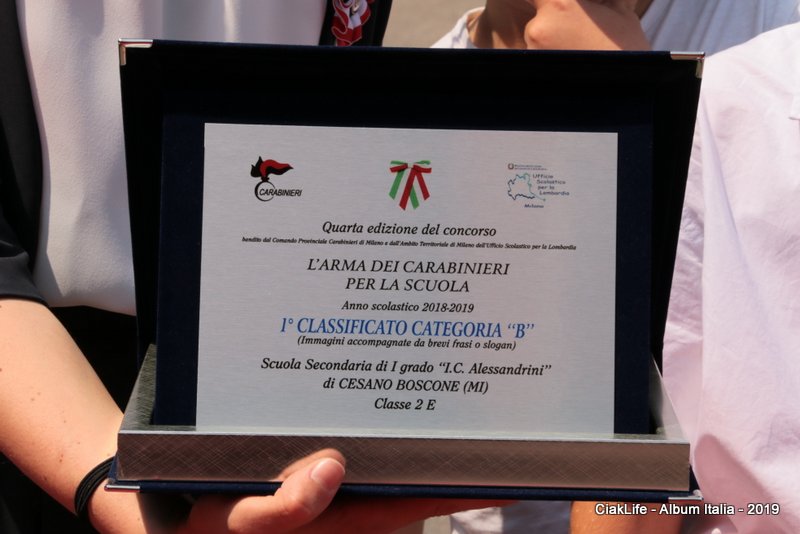 CARABINIERI
Ufficio
Scolastico
per la
Lombardia
Milano
Quarta edizione del concorso
bandito dal Comando Provinciale Carabinieri di Milano e dall'Ambito Territoriale di Milano dell'Ufficio Scolastico per la Lombardia
L'ARMA DEI CARABINIERI
PER LA SCUOLA
Anno scolastico 2018-2019
1° CLASSIFICATO CATEGORIA "B"
(Immagini accompagnate da brevi frasi o slogan)
Scuola Secondaria di I grado "I.C. Alessandrini"
di CESANO BOSCONE (MI)
Classe 2 E
CiakLife - Album Italia - 2019